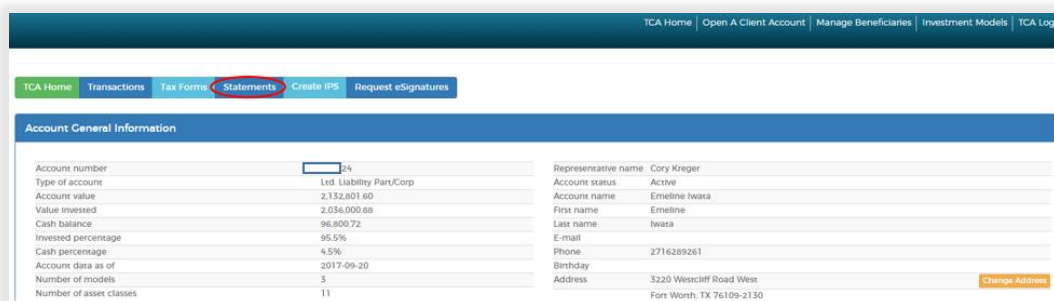 TCA Home | Open A Client Account | Manage Beneficiaries | Investment Models | TCA Log
TCA Home Transactions Tax Forms Statements Create IPS Request eSignatures
Account General Information
Account number 24 Representative name Cory Kreger
Type of account Ltd. Liability Part/Corp Account status Active
Account value 2,132,801.60 Account name Emeline Iwata
Value Invested 2,036,000.88 First name Emeline
Cash balance 96,800.72 Last name Iwata
Invested percentage 95.5% E-mail
Cash percentage 4.5% Phone 2716289261
Account data as of 2017-09-20 Birthday
Number of models 3 Address 3220 Westcliff Road West Change Address
Number of asset classes 11 Fort Worth, TX 76109-2130